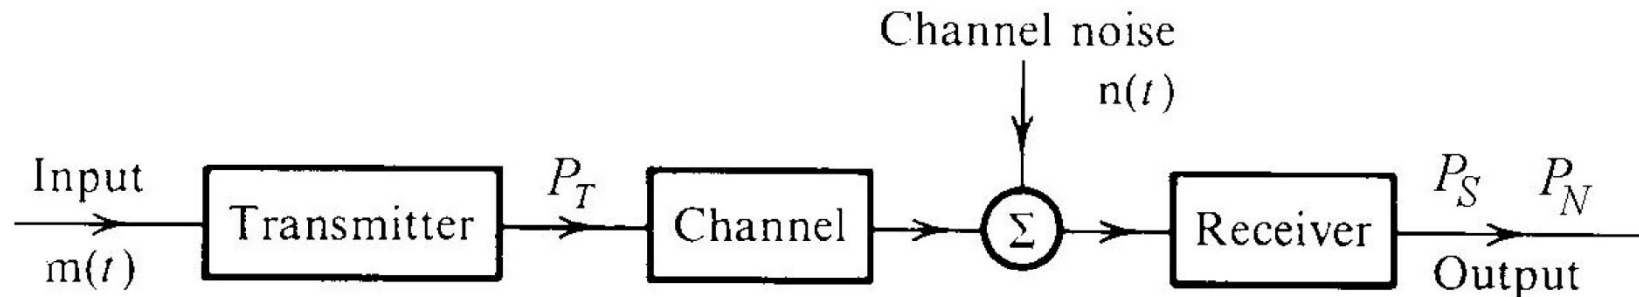 Channel noise
n(t)
Input
m(t)
Transmitter
P_T
Channel
Σ
Receiver
P_S P_N
Output